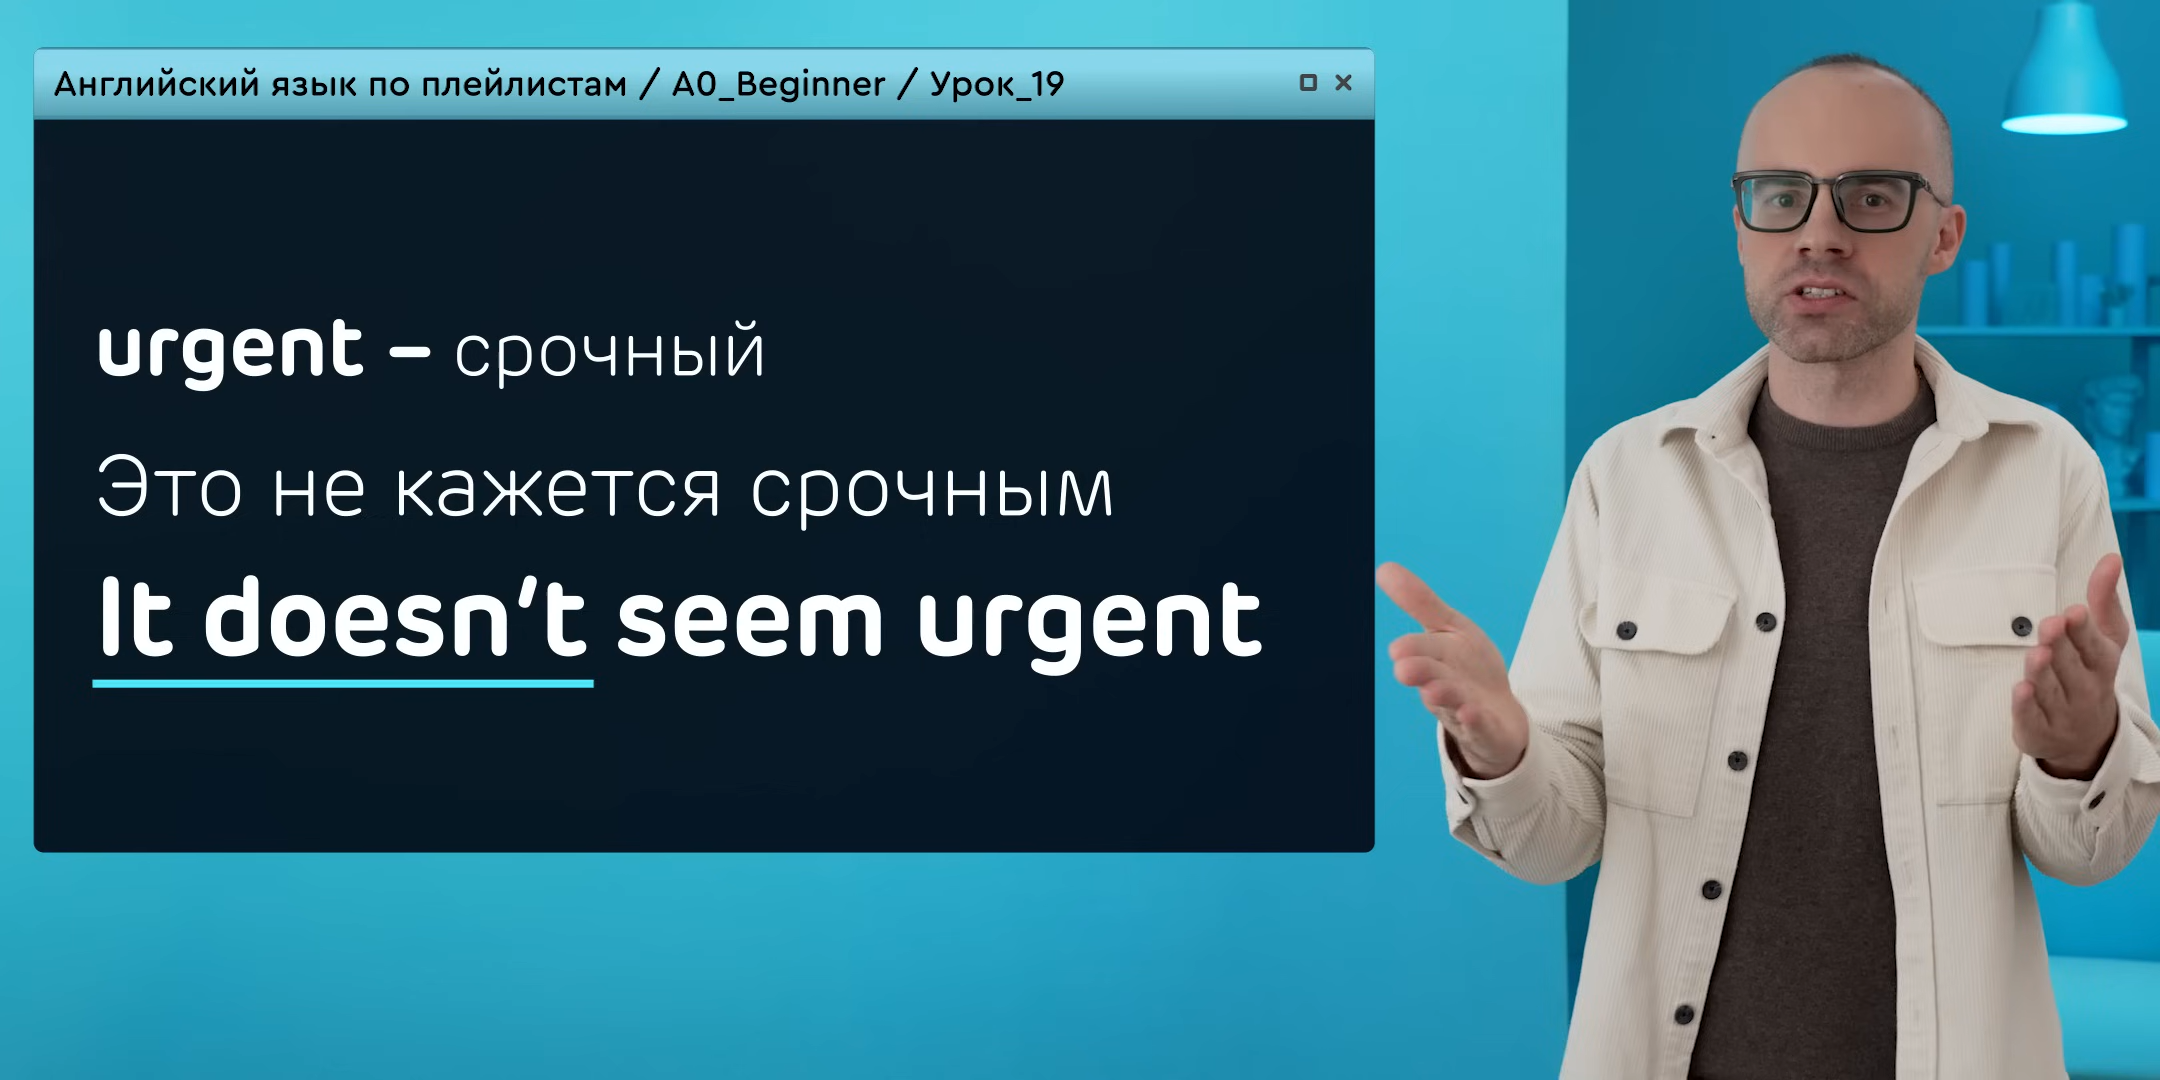 Английский язык по плейлистам / A0_Beginner / Урок_19
urgent – срочный
Это не кажется срочным
It doesn’t seem urgent